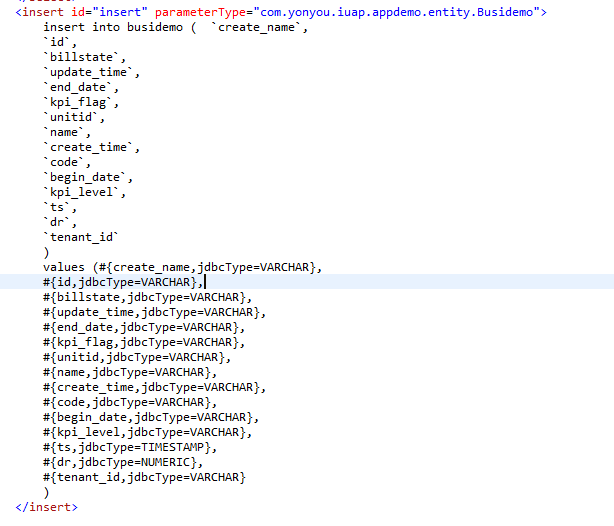 <insert id="insert" parameterType="com.yonyou.iuap.appdemo.entity.Busidemo">
insert into busidemo (  `create_name`,
`id`,
`billstate`,
`update_time`,
`end_date`,
`kpi_flag`,
`unitid`,
`name`,
`create_time`,
`code`,
`begin_date`,
`kpi_level`,
`ts`,
`dr`,
`tenant_id`
)
values (#{create_name,jdbcType=VARCHAR},
#{id,jdbcType=VARCHAR},
#{billstate,jdbcType=VARCHAR},
#{update_time,jdbcType=VARCHAR},
#{end_date,jdbcType=VARCHAR},
#{kpi_flag,jdbcType=VARCHAR},
#{unitid,jdbcType=VARCHAR},
#{name,jdbcType=VARCHAR},
#{create_time,jdbcType=VARCHAR},
#{code,jdbcType=VARCHAR},
#{begin_date,jdbcType=VARCHAR},
#{kpi_level,jdbcType=VARCHAR},
#{ts,jdbcType=TIMESTAMP},
#{dr,jdbcType=NUMERIC},
#{tenant_id,jdbcType=VARCHAR}
)
</insert>